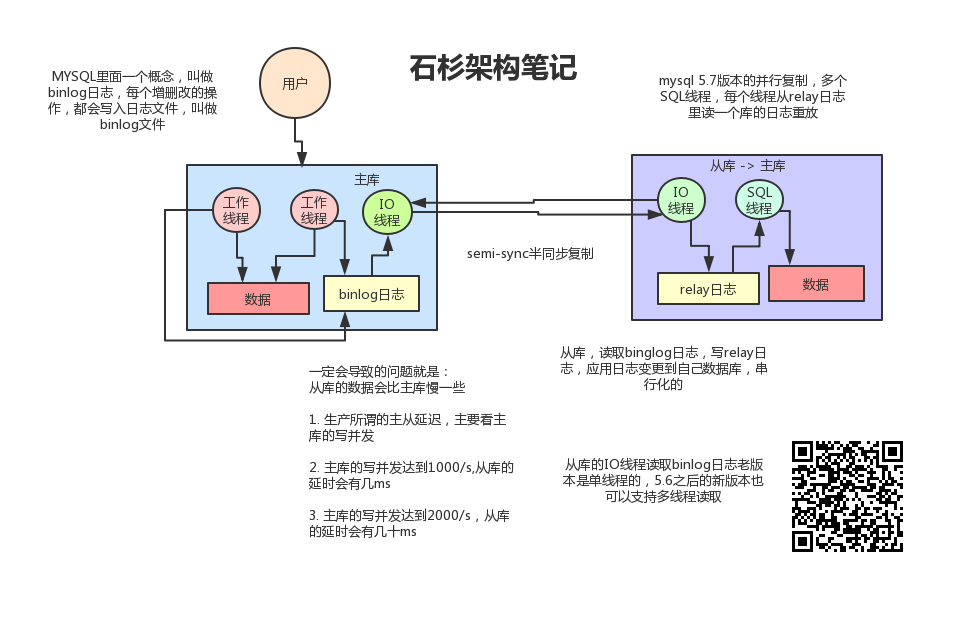 石杉架构笔记
MYSQL里面一个概念，叫做
binlog日志，每个增删改的操
作，都会写入日志文件，叫做
binlog文件
用户
mysql 5.7版本的并行复制，多个
SQL线程，每个线程从relay日志
里读一个库的日志重放
主库
工作
线程
工作
线程
IO
线程
数据
binlog日志
semi-sync半同步复制
从库 -> 主库
IO
线程
SQL
线程
relay日志
数据
从库，读取binglog日志，写relay日
志，应用日志变更到自己数据库，串
行化的
一定会导致的问题就是：
从库的数据会比主库慢一些
1. 生产所谓的主从延迟，主要看主
库的写并发
2. 主库的写并发达到1000/s,从库的
延时会有几ms
3. 主库的写并发达到2000/s，从库
的延时会有几十ms
从库的IO线程读取binlog日志老版
本是单线程的，5.6之后的新版本也
可以支持多线程读取